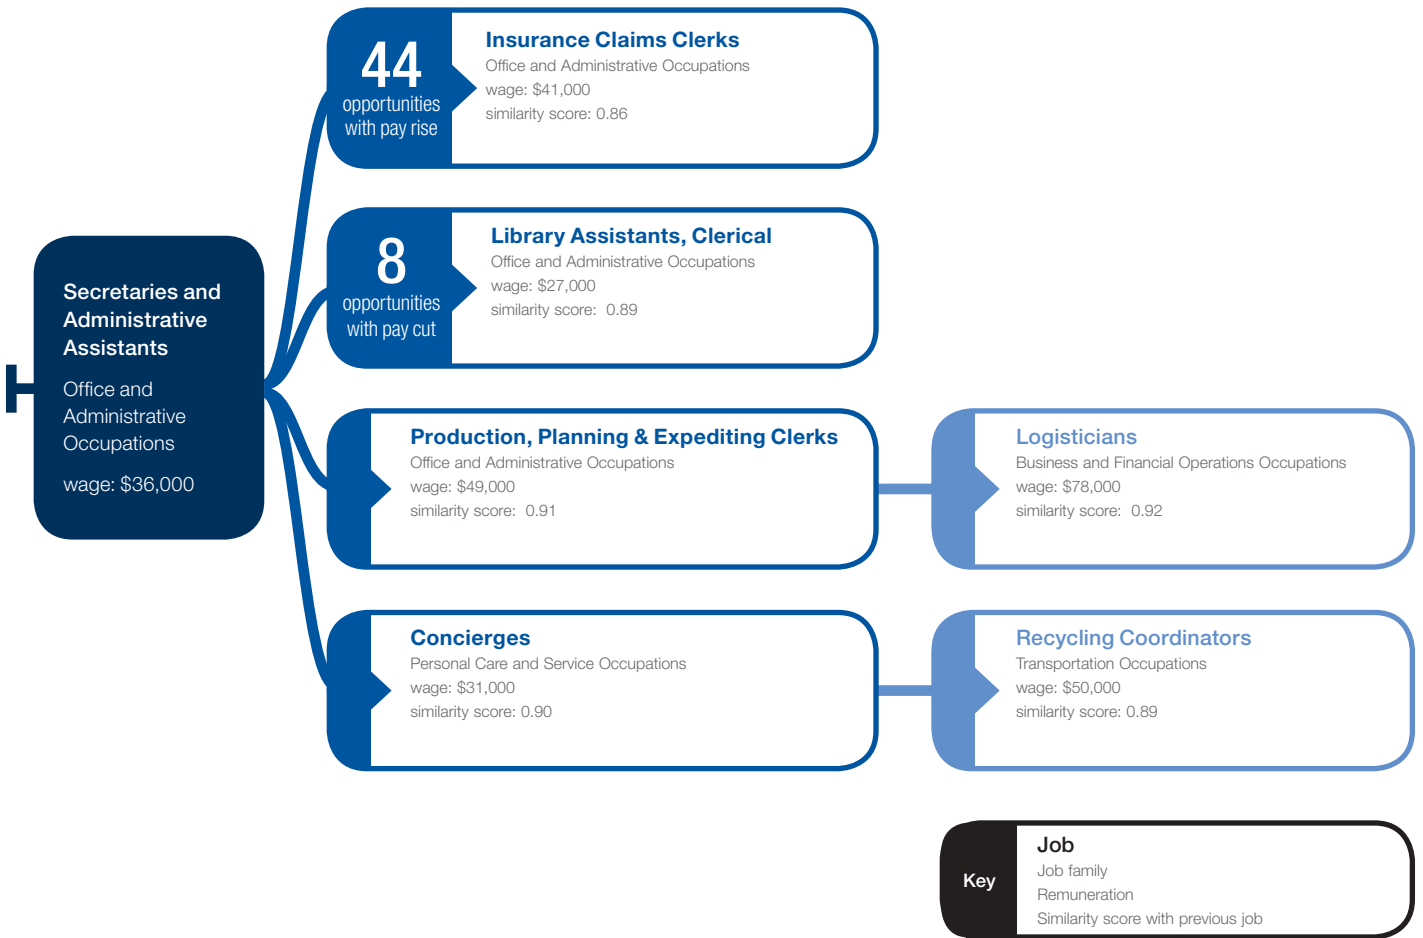 Secretaries and
Administrative
Assistants
Office and
Administrative
Occupations
wage: $36,000
44
opportunities
with pay rise
Insurance Claims Clerks
Office and Administrative Occupations
wage: $41,000
similarity score: 0.86
8
opportunities
with pay cut
Library Assistants, Clerical
Office and Administrative Occupations
wage: $27,000
similarity score: 0.89
Production, Planning & Expediting Clerks
Office and Administrative Occupations
wage: $49,000
similarity score: 0.91
Logisticians
Business and Financial Operations Occupations
wage: $78,000
similarity score: 0.92
Concierges
Personal Care and Service Occupations
wage: $31,000
similarity score: 0.90
Recycling Coordinators
Transportation Occupations
wage: $50,000
similarity score: 0.89
Key
Job
Job family
Remuneration
Similarity score with previous job